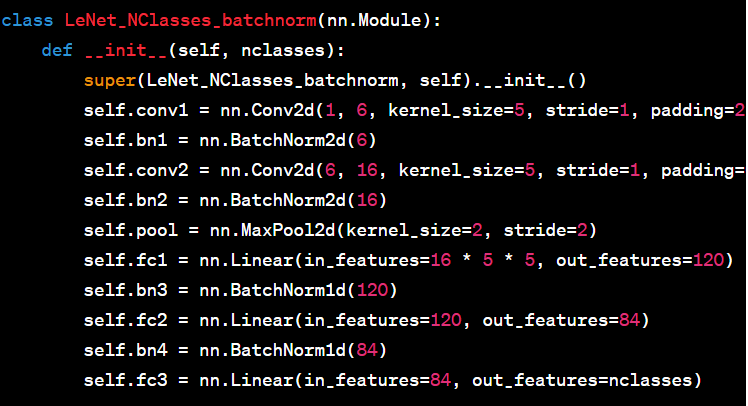 class LeNet_NClasses_batchnorm(nn.Module):
    def __init__(self, nclasses):
        super(LeNet_NClasses_batchnorm, self).__init__()
        self.conv1 = nn.Conv2d(1, 6, kernel_size=5, stride=1, padding=2
        self.bn1 = nn.BatchNorm2d(6)
        self.conv2 = nn.Conv2d(6, 16, kernel_size=5, stride=1, padding=
        self.bn2 = nn.BatchNorm2d(16)
        self.pool = nn.MaxPool2d(kernel_size=2, stride=2)
        self.fc1 = nn.Linear(in_features=16 * 5 * 5, out_features=120)
        self.bn3 = nn.BatchNorm1d(120)
        self.fc2 = nn.Linear(in_features=120, out_features=84)
        self.bn4 = nn.BatchNorm1d(84)
        self.fc3 = nn.Linear(in_features=84, out_features=nclasses)